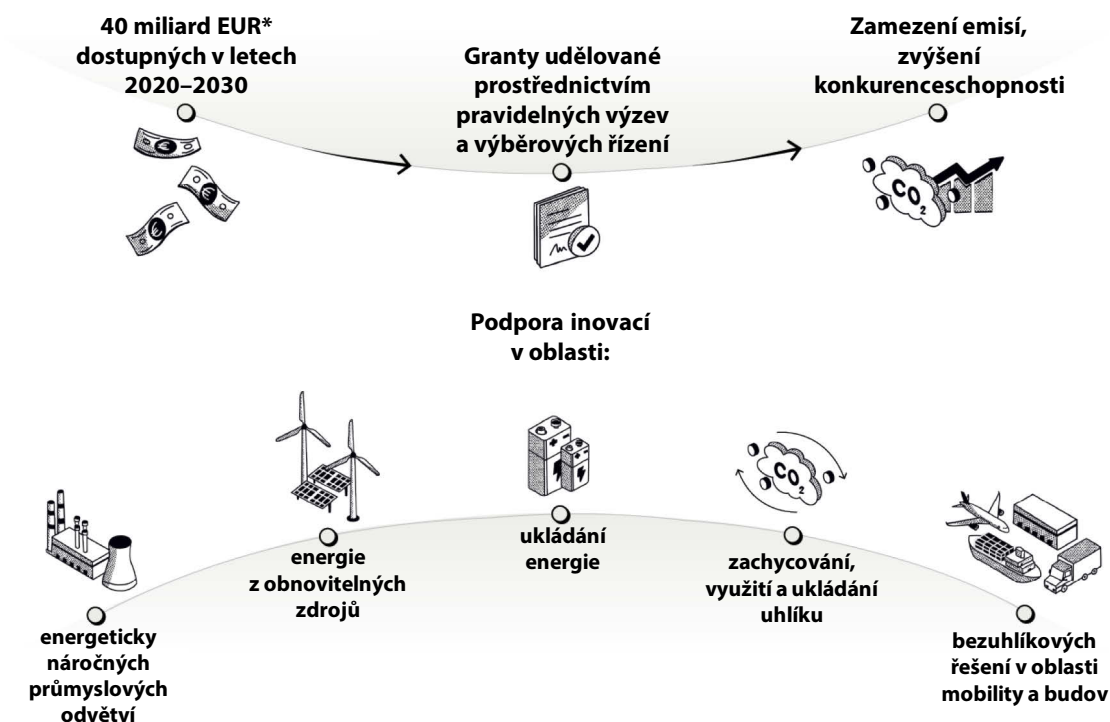 40 miliard EUR*
dostupných v letech
2020–2030
Granty udělované
prostřednictvím
pravidelných výzev
a výběrových řízení
Zamezení emisí,
zvýšení
konkurenceschopnosti
CO2
Podpora inovací
v oblasti:
energeticky
náročných
průmyslových
odvětví
energie
z obnovitelných
zdrojů
ukládání
energie
CO2
zachycování,
využití a ukládání
uhlíku
bezuhlíkových
řešení v oblasti
mobility a budov